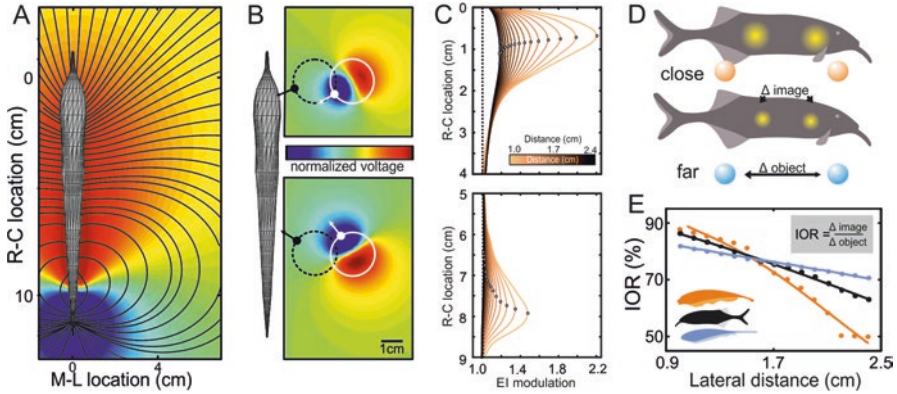 A
R-C location (cm)
0
10
0
4
M-L location (cm)
B
normalized voltage
1cm
C
R-C location (cm)
0
1
2
3
4
Distance (cm)
1.0
1.7
2.4
Distance (cm)
R-C location (cm)
5
6
7
8
9
1.0
1.4
1.8
2.2
EI modulation
D
close
Δ image
far
Δ object
E
IOR (%)
90
70
50
IOR = Δ image
Δ object
0.9
1.7
2.5
Lateral distance (cm)